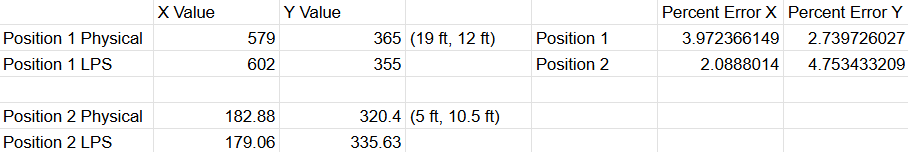 X Value Y Value Percent Error X Percent Error Y
Position 1 Physical 579 365 (19 ft, 12 ft) Position 1 3.972366149 2.739726027
Position 1 LPS 602 355 Position 2 2.0888014 4.753433209
Position 2 Physical 182.88 320.4 (5 ft, 10.5 ft)
Position 2 LPS 179.06 335.63